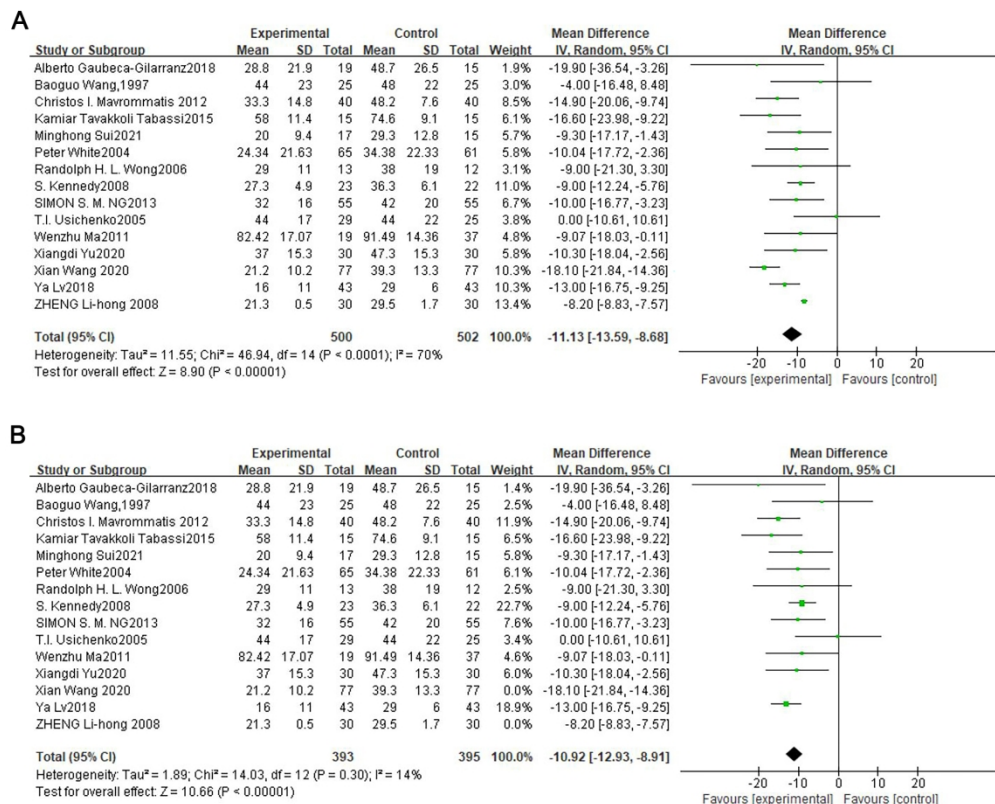 A
Experimental Control Mean Difference Mean Difference
Study or Subgroup Mean SD Total Mean SD Total Weight IV, Random, 95% CI IV, Random, 95% CI
Alberto Gaubeca-Gilarranz2018 28.8 21.9 19 48.7 26.5 15 1.9% -19.90 [-36.54, -3.26]
Baoguo Wang,1997 44 23 25 48 22 25 3.0% -4.00 [-16.48, 8.48]
Christos I. Mavrommatis 2012 33.3 14.8 40 48.2 7.6 40 8.6% -14.90 [-20.06, -9.74]
Kamiar Tavakkoli Tabassi2015 58 11.4 15 74.6 9.1 15 6.1% -16.60 [-23.98, -9.22]
Minghong Sui2021 20 9.4 17 29.3 12.8 15 5.7% -9.30 [-17.17, -1.43]
Peter White2004 24.34 21.63 65 34.38 22.33 61 5.8% -10.04 [-17.72, -2.36]
Randolph H. L. Wong2006 29 11 13 38 19 12 3.0% -9.00 [-21.30, 3.30]
S. Kennedy2008 27.3 4.9 23 36.3 6.1 22 11.0% -9.00 [-12.24, -5.76]
SIMON S. M. NG2013 32 16 55 42 20 55 6.7% -10.00 [-16.77, -3.23]
T.I. Usichenko2005 44 17 29 44 22 25 3.8% 0.00 [-10.61, 10.61]
Wenzhu Ma2011 82.42 17.07 19 91.49 14.36 37 4.8% -9.07 [-18.03, -0.11]
Xiangdi Yu2020 37 15.3 30 47.3 15.3 30 5.8% -10.30 [-18.04, -2.56]
Xian Wang 2020 21.2 10.2 77 39.3 13.3 77 10.3% -18.10 [-21.84, -14.36]
Ya Lv2018 16 11 43 29 6 43 10.3% -13.00 [-16.75, -9.25]
ZHENG Li-hong 2008 21.3 0.5 30 29.5 1.7 30 13.4% -8.20 [-8.83, -7.57]
Total (95% CI) 500 502 100.0% -11.13 [-13.59, -8.68]
Heterogeneity: Tau² = 11.55; Chi² = 46.94, df = 14 (P < 0.0001); I² = 70%
Test for overall effect: Z = 8.90 (P < 0.00001)
-20 -10 0 10 20
Favours [experimental] Favours [control]
B
Experimental Control Mean Difference Mean Difference
Study or Subgroup Mean SD Total Mean SD Total Weight IV, Random, 95% CI IV, Random, 95% CI
Alberto Gaubeca-Gilarranz2018 28.8 21.9 19 48.7 26.5 15 1.4% -19.90 [-36.54, -3.26]
Baoguo Wang,1997 44 23 25 48 22 25 2.5% -4.00 [-16.48, 8.48]
Christos I. Mavrommatis 2012 33.3 14.8 40 48.2 7.6 40 11.9% -14.90 [-20.06, -9.74]
Kamiar Tavakkoli Tabassi2015 58 11.4 15 74.6 9.1 15 6.5% -16.60 [-23.98, -9.22]
Minghong Sui2021 20 9.4 17 29.3 12.8 15 5.9% -9.30 [-17.17, -1.43]
Peter White2004 24.34 21.63 65 34.38 22.33 61 6.1% -10.04 [-17.72, -2.36]
Randolph H. L. Wong2006 29 11 13 38 19 12 2.5% -9.00 [-21.30, 3.30]
S. Kennedy2008 27.3 4.9 23 36.3 6.1 22 22.7% -9.00 [-12.24, -5.76]
SIMON S. M. NG2013 32 16 55 42 20 55 7.6% -10.00 [-16.77, -3.23]
T.I. Usichenko2005 44 17 29 44 22 25 3.4% 0.00 [-10.61, 10.61]
Wenzhu Ma2011 82.42 17.07 19 91.49 14.36 37 4.6% -9.07 [-18.03, -0.11]
Xiangdi Yu2020 37 15.3 30 47.3 15.3 30 6.0% -10.30 [-18.04, -2.56]
Xian Wang 2020 21.2 10.2 77 39.3 13.3 77 0.0% -18.10 [-21.84, -14.36]
Ya Lv2018 16 11 43 29 6 43 18.9% -13.00 [-16.75, -9.25]
ZHENG Li-hong 2008 21.3 0.5 30 29.5 1.7 30 0.0% -8.20 [-8.83, -7.57]
Total (95% CI) 393 395 100.0% -10.92 [-12.93, -8.91]
Heterogeneity: Tau² = 1.89; Chi² = 14.03, df = 12 (P = 0.30); I² = 14%
Test for overall effect: Z = 10.66 (P < 0.00001)
-20 -10 0 10 20
Favours [experimental] Favours [control]